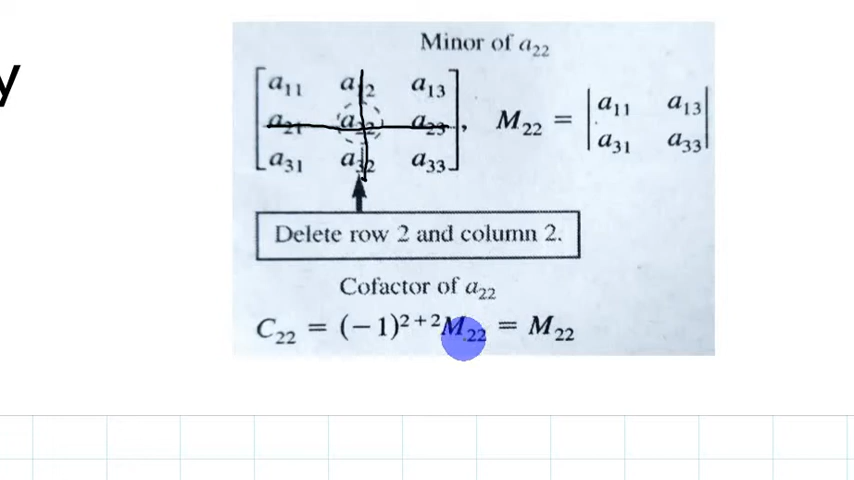 y
Minor of a₂₂
a₁₁ a₁₂ a₁₃
a₂₁ a₂₂ a₂₃ , M₂₂ = | a₁₁ a₁₃ |
a₃₁ a₃₂ a₃₃ | a₃₁ a₃₃ |
Delete row 2 and column 2.
Cofactor of a₂₂
C₂₂ = (−1)²⁺²M₂₂ = M₂₂